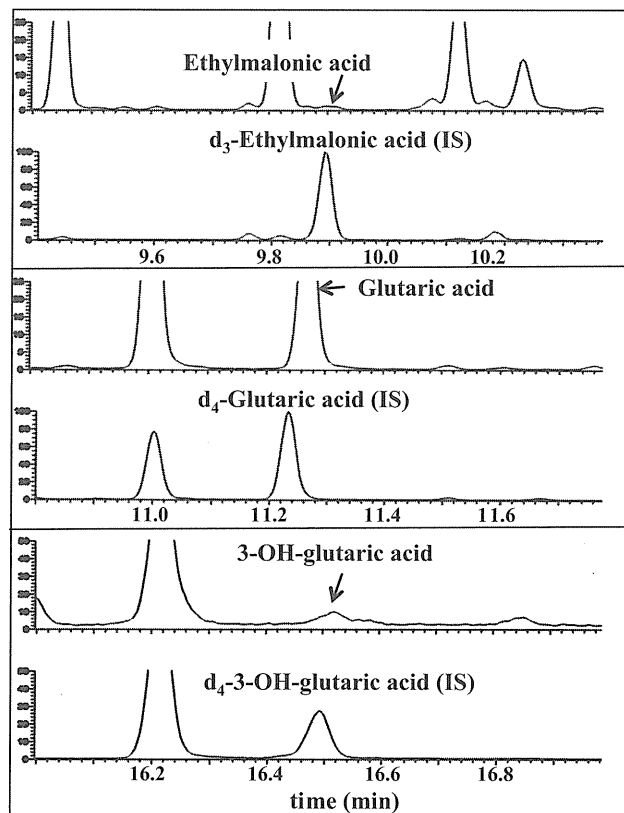 Ethylmalonic acid
d3-Ethylmalonic acid (IS)
100
9.6 9.8 10.0 10.2
Glutaric acid
d4-Glutaric acid (IS)
100
11.0 11.2 11.4 11.6
3-OH-glutaric acid
d4-3-OH-glutaric acid (IS)
16.2 16.4 16.6 16.8
time (min)